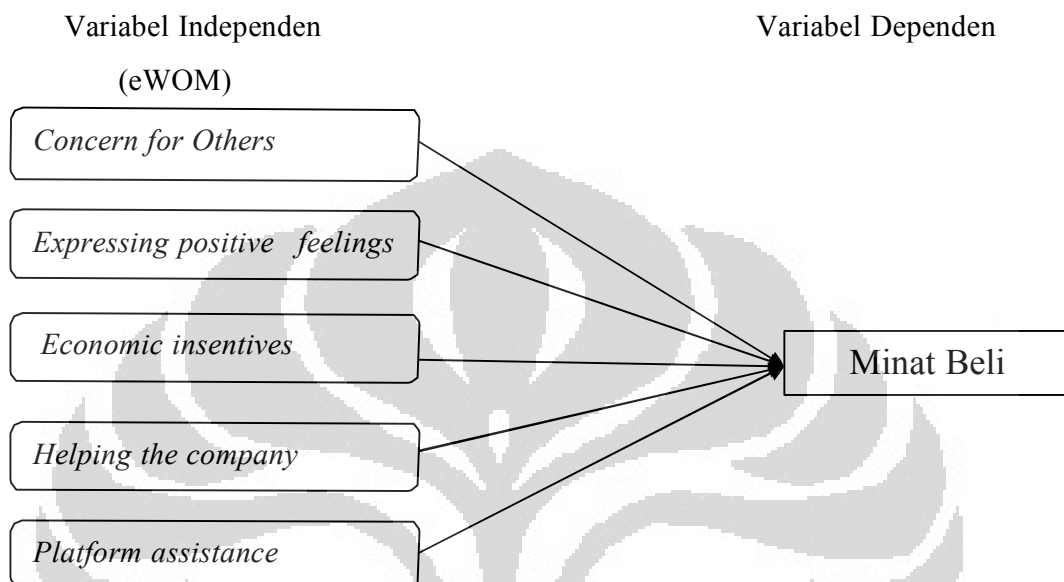 Variabel Independen
Variabel Dependen
(eWOM)
Concern for Others
Expressing positive feelings
Economic insentives
Minat Beli
Helping the company
Platform assistance